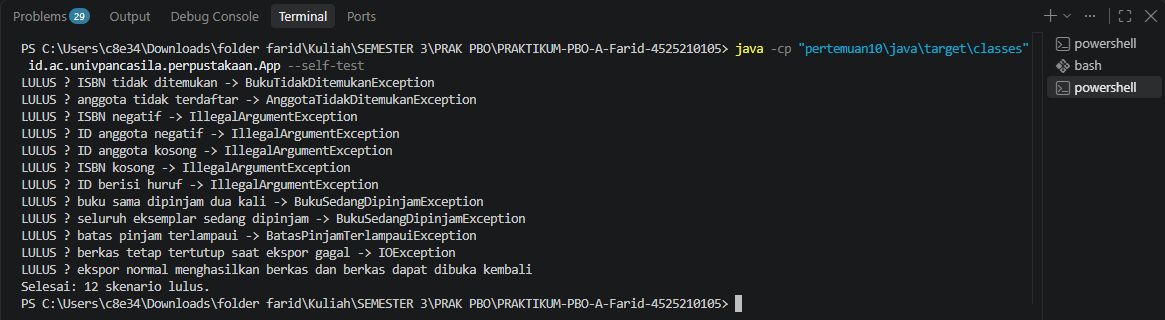 Problems 29 Output Debug Console Terminal Ports
PS C:\Users\c8e34\Downloads\folder farid\Kuliah\SEMESTER 3\PRAK PBO\PRAKTIKUM-PBO-A-Farid-4525210105> java -cp "pertemuan10\java\target\classes"
id.ac.univpancasila.perpustakaan.App --self-test
LULUS ? ISBN tidak ditemukan -> BukuTidakDitemukanException
LULUS ? anggota tidak terdaftar -> AnggotaTidakDitemukanException
LULUS ? ISBN negatif -> IllegalArgumentException
LULUS ? ID anggota negatif -> IllegalArgumentException
LULUS ? ID anggota kosong -> IllegalArgumentException
LULUS ? ISBN kosong -> IllegalArgumentException
LULUS ? ID berisi huruf -> IllegalArgumentException
LULUS ? buku sama dipinjam dua kali -> BukuSedangDipinjamException
LULUS ? seluruh eksemplar sedang dipinjam -> BukuSedangDipinjamException
LULUS ? batas pinjam terlampaui -> BatasPinjamTerlampauiException
LULUS ? berkas tetap tertutup saat ekspor gagal -> IOException
LULUS ? ekspor normal menghasilkan berkas dan berkas dapat dibuka kembali
Selesai: 12 skenario lulus.
PS C:\Users\c8e34\Downloads\folder farid\Kuliah\SEMESTER 3\PRAK PBO\PRAKTIKUM-PBO-A-Farid-4525210105>
powershell
bash
powershell